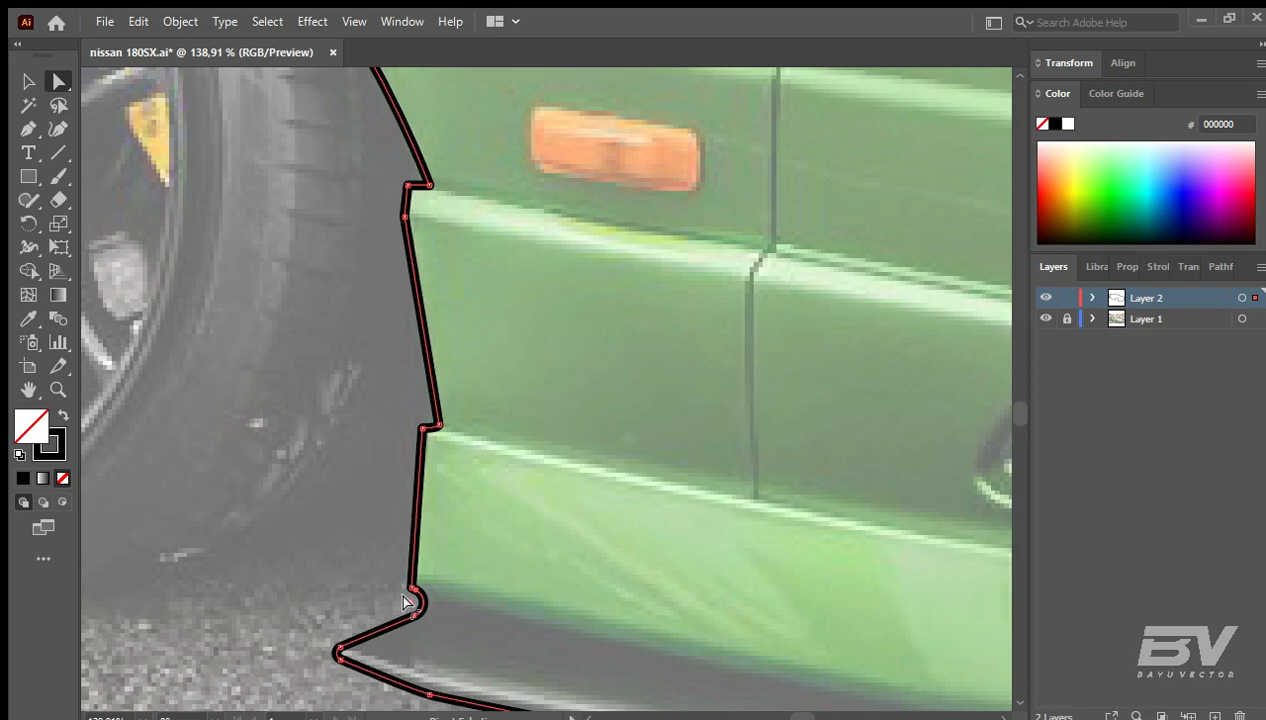 Ai File Edit Object Type Select Effect View Window Help Search Adobe Help
nissan 180SX.ai* @ 138,91 % (RGB/Preview) ×
Transform Align
Color Color Guide
# 000000
Layers Libra Prop Strol Tran Pathf
Layer 2
Layer 1
BV
BAYUVECTOR
2 Layers